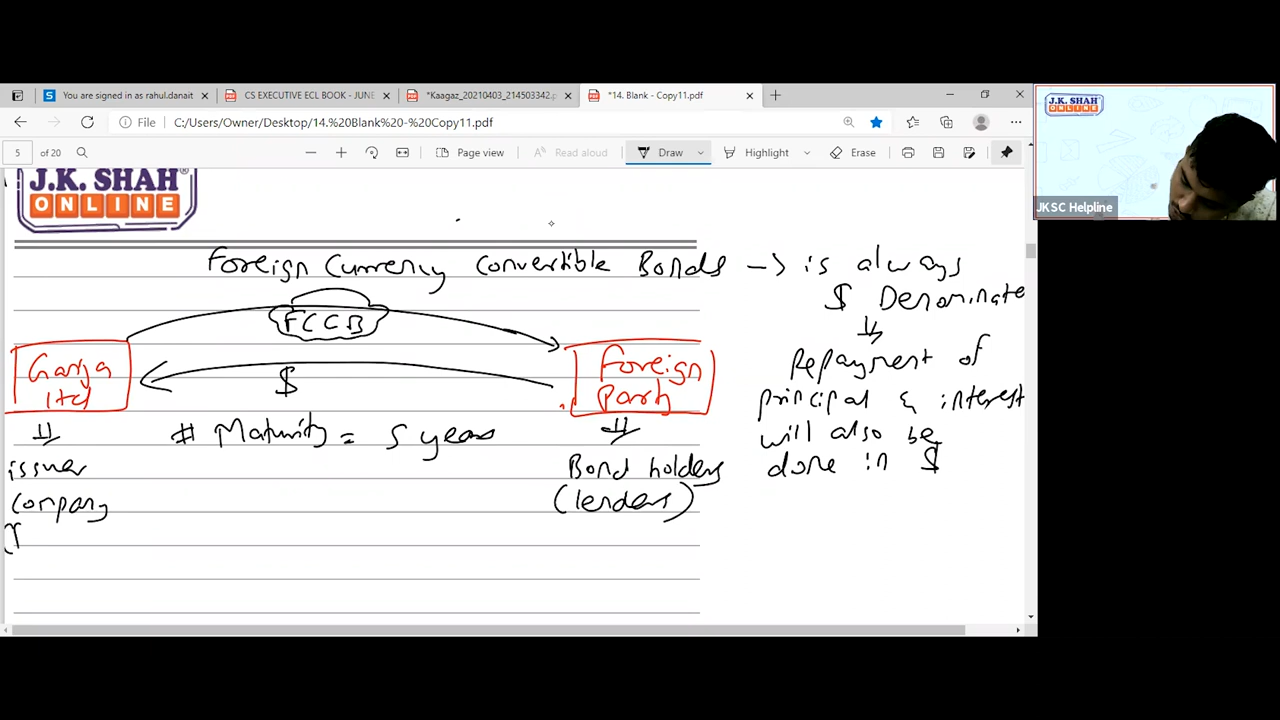 You are signed in as rahul.danait
CS EXECUTIVE ECL BOOK - JUNE
*Kaagaz_20210403_214503342.p
*14. Blank - Copy11.pdf
File C:/Users/Owner/Desktop/14.%20Blank%20-%20Copy11.pdf
5 of 20
Page view
Read aloud
Draw
Highlight
Erase
J.K. SHAH
ONLINE
J.K. SHAH
ONLINE
JKSC Helpline
Foreign Currency Convertible Bonds → is always
$ Denominate
FCCB
Repayment of
principal & interest
will also be
done in $
Ganga
ltd
$
Foreign
Party
# Maturity = 5 years
issuer
company
Bond holders
(lenders)